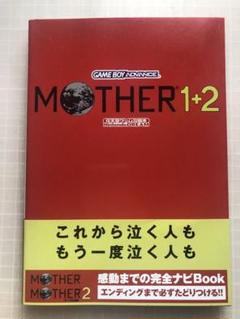 GAME BOY ADVANCE
MOTHER 1+2
これから泣く人も
もう一度泣く人も
MOTHER
MOTHER 2
感動までの完全ナビBook
エンディングまで必ずたどりつける!!